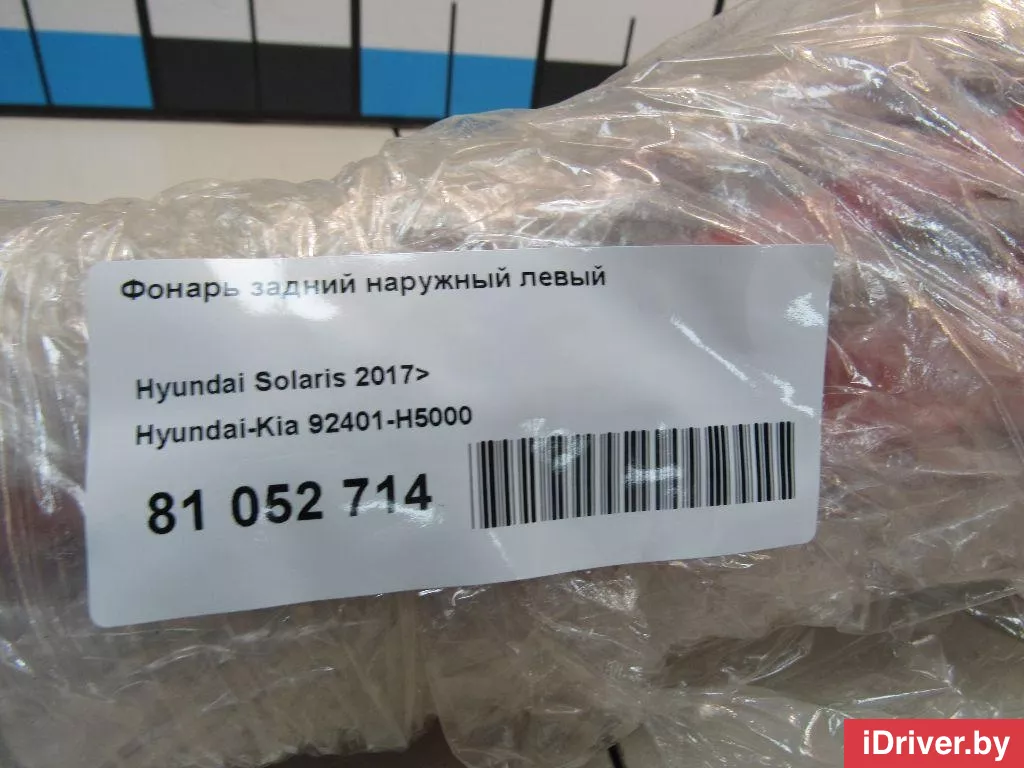 Фонарь задний наружный левый
Hyundai Solaris 2017>
Hyundai-Kia 92401-H5000
81 052 714
iDriver.by